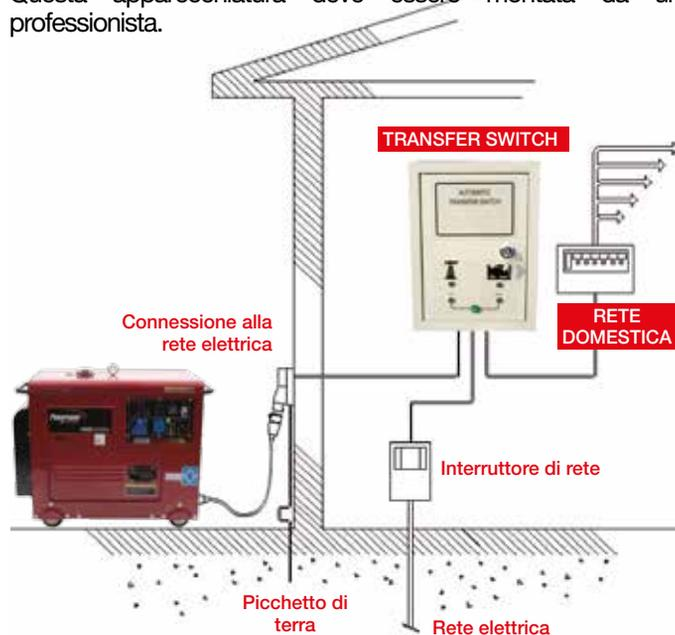 Questa apparecchiatura deve essere montata da un
professionista.
TRANSFER SWITCH
AUTOMATIC
TRANSFER SWITCH
RETE
DOMESTICA
Connessione alla
rete elettrica
Interruttore di rete
Picchetto di
terra
Rete elettrica